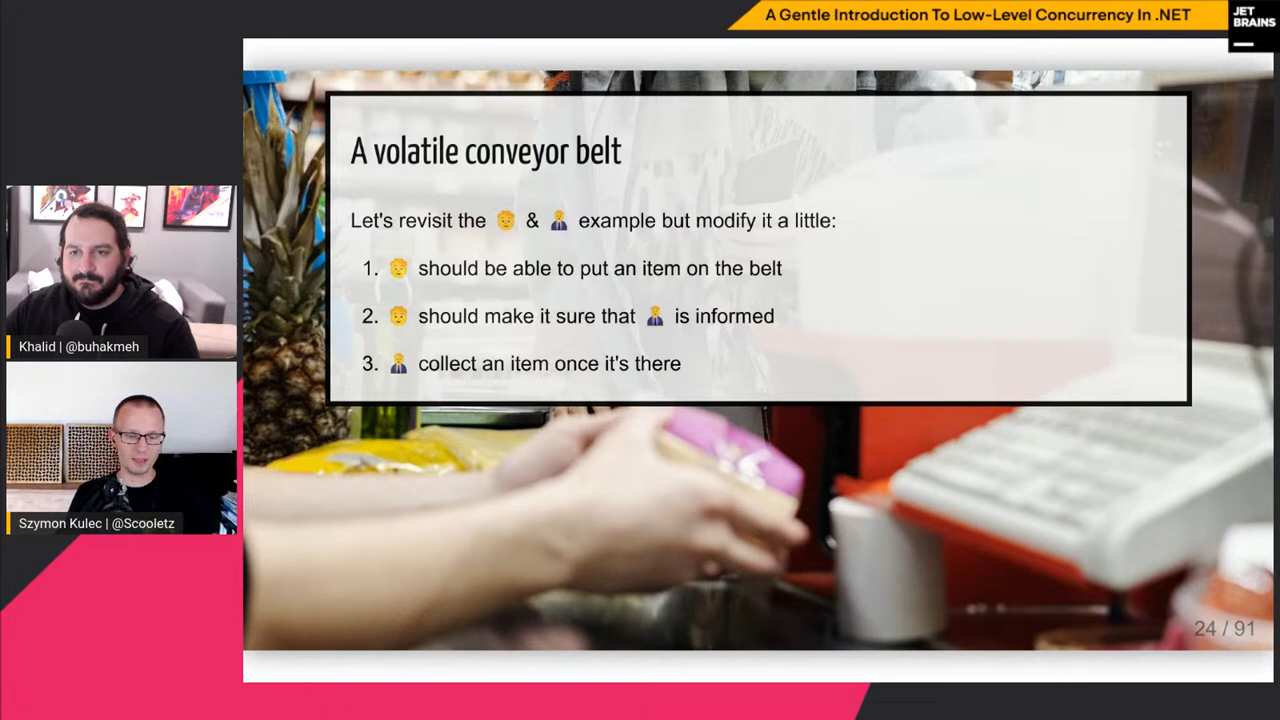 A Gentle Introduction To Low-Level Concurrency In .NET
JET
BRAINS
A volatile conveyor belt
Let's revisit the 🧑 & 👨‍💼 example but modify it a little:
1. 🧑 should be able to put an item on the belt
2. 🧑 should make it sure that 👨‍💼 is informed
3. 👨‍💼 collect an item once it's there
Khalid | @buhakmeh
Szymon Kulec | @Scooletz
24 / 91